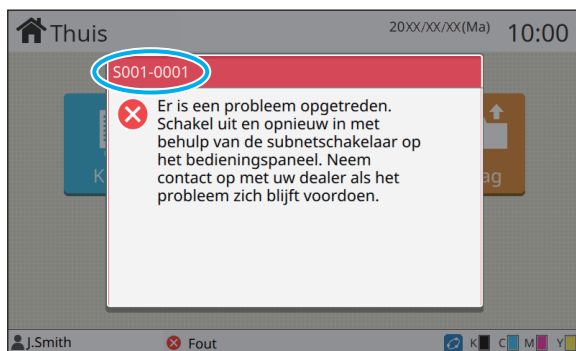 Thuis
20XX/XX/XX(Ma)
10:00
S001-0001
Er is een probleem opgetreden.
Schakel uit en opnieuw in met
behulp van de subnetschakelaar op
het bedieningspaneel. Neem
contact op met uw dealer als het
probleem zich blijft voordoen.
J.Smith
Fout
K C M Y